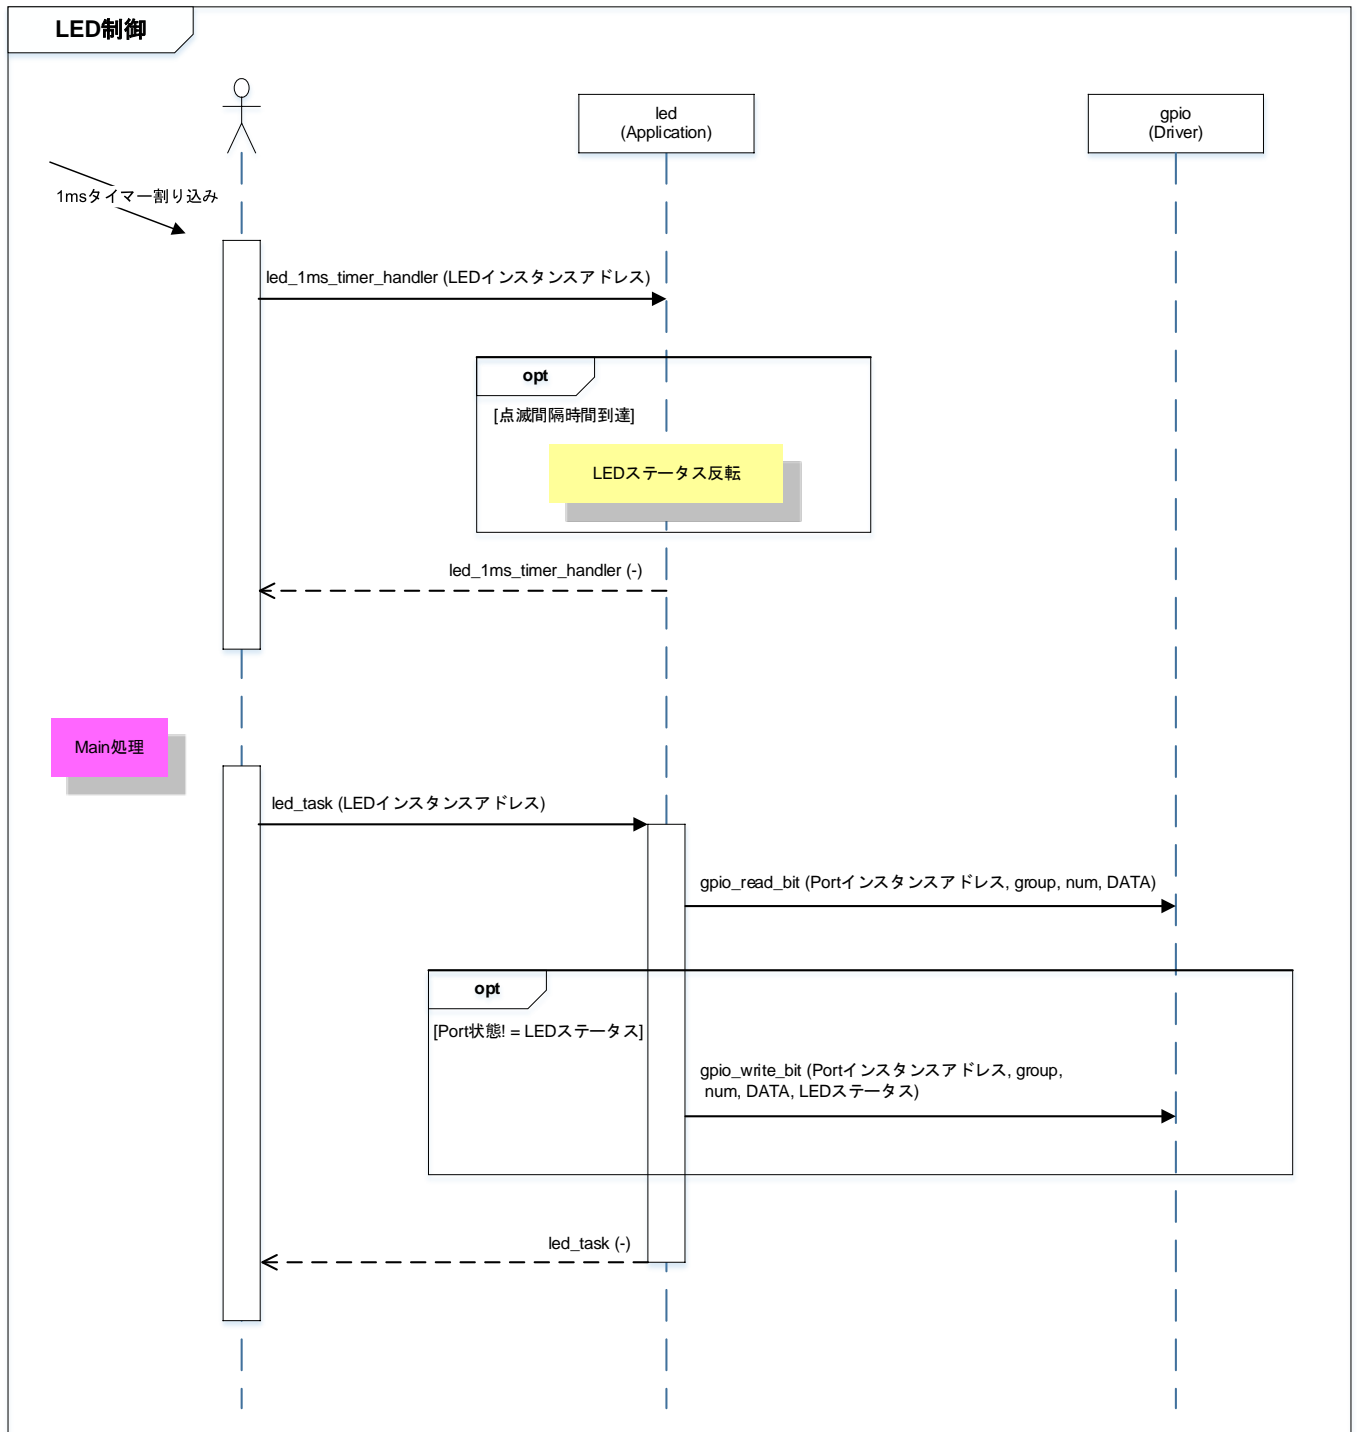 LED制御
led
(Application)
gpio
(Driver)
1msタイマー割り込み
led_1ms_timer_handler (LEDインスタンスアドレス)
opt
[点滅間隔時間到達]
LEDステータス反転
led_1ms_timer_handler (-)
Main処理
led_task (LEDインスタンスアドレス)
gpio_read_bit (Portインスタンスアドレス, group, num, DATA)
opt
[Port状態! = LEDステータス]
gpio_write_bit (Portインスタンスアドレス, group,
num, DATA, LEDステータス)
led_task (-)